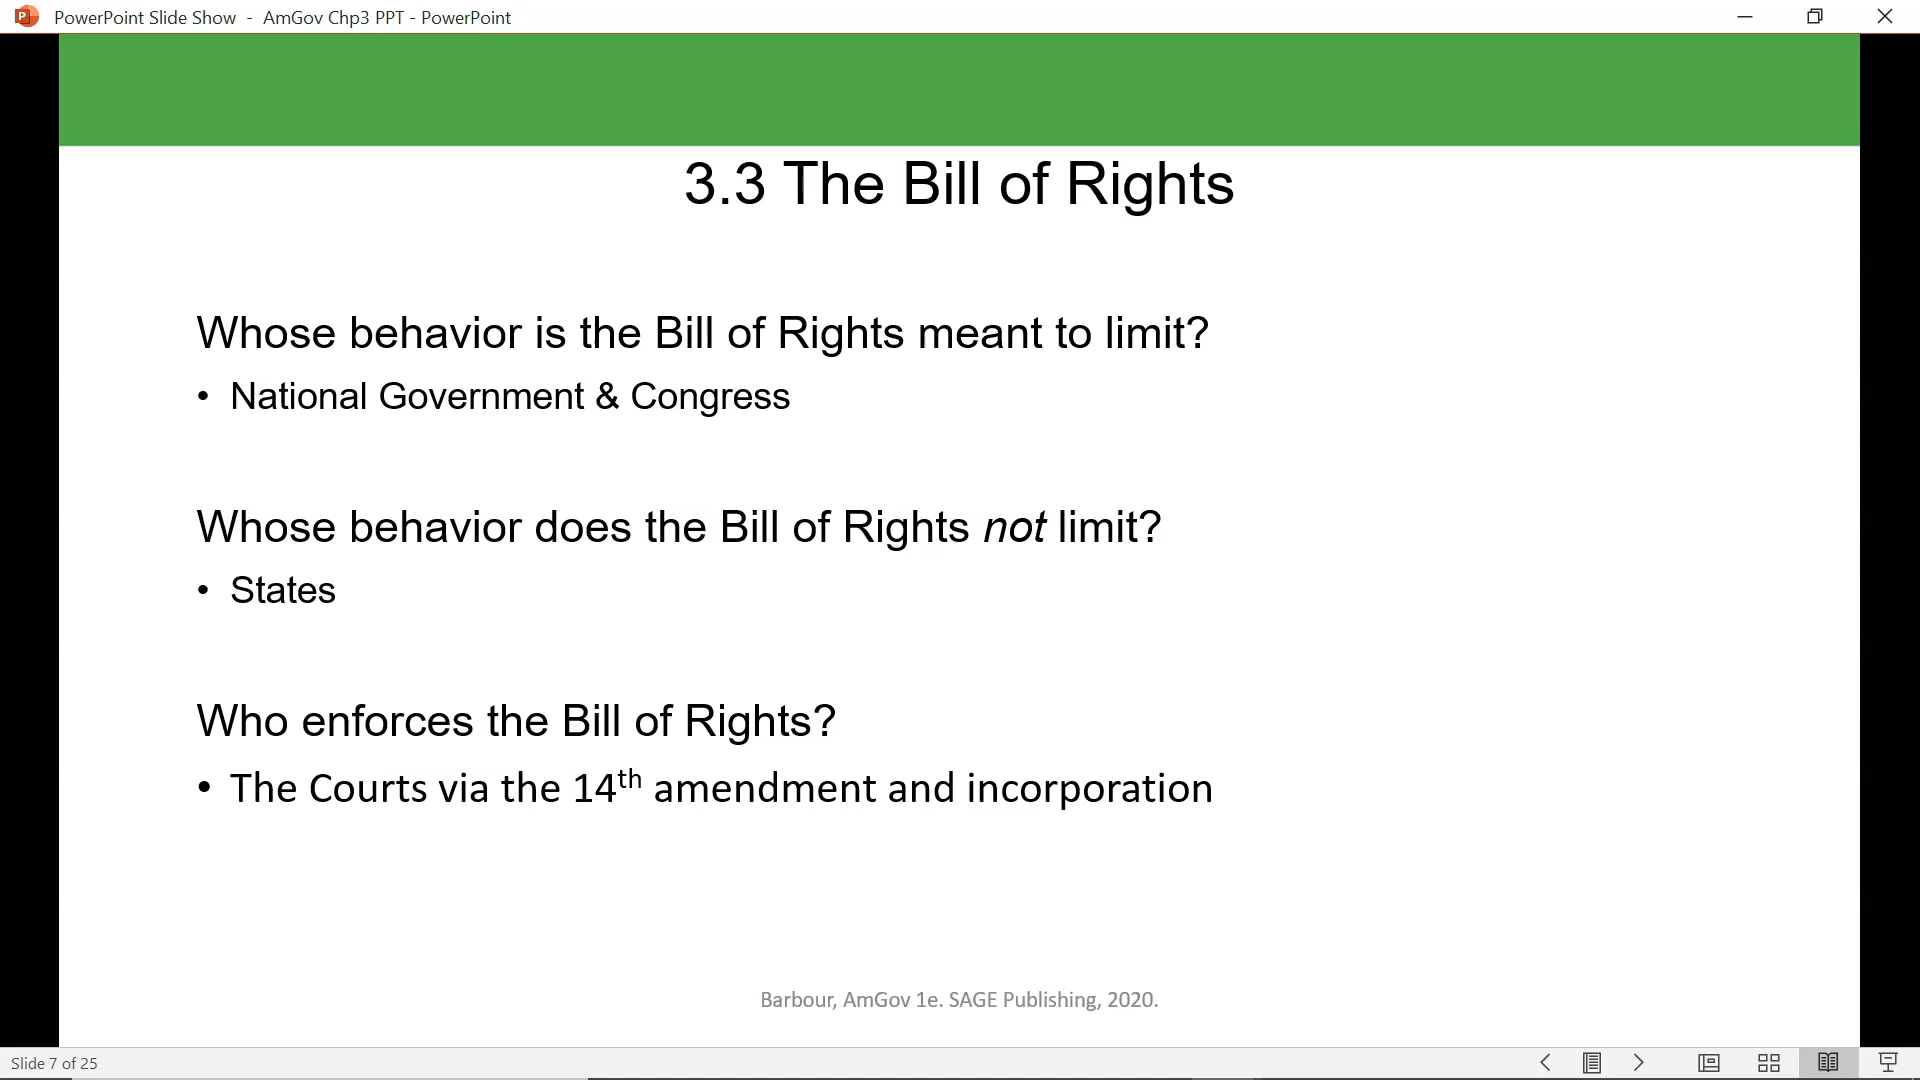 PowerPoint Slide Show - AmGov Chp3 PPT - PowerPoint
3.3 The Bill of Rights
Whose behavior is the Bill of Rights meant to limit?
• National Government & Congress
Whose behavior does the Bill of Rights not limit?
• States
Who enforces the Bill of Rights?
• The Courts via the 14th amendment and incorporation
Barbour, AmGov 1e. SAGE Publishing, 2020.
Slide 7 of 25